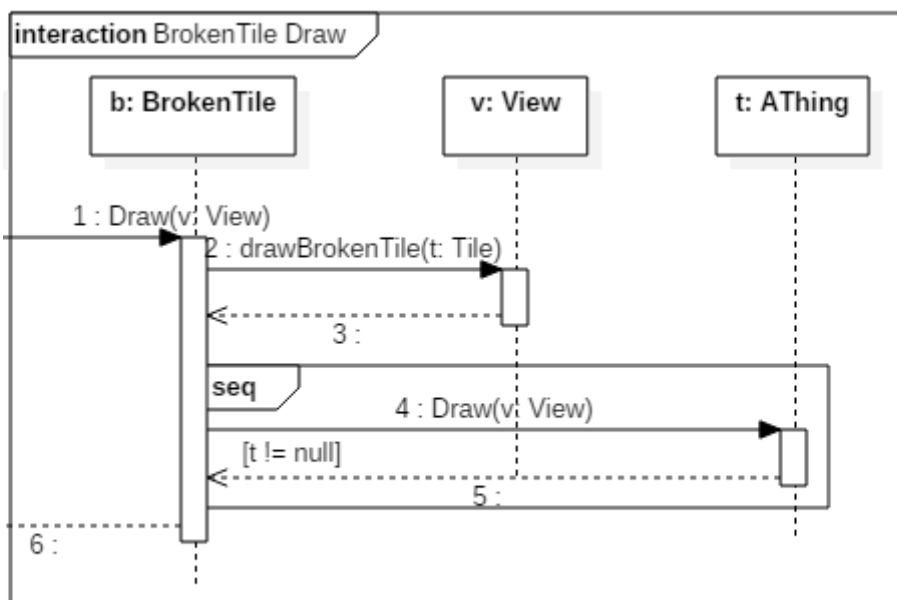 interaction BrokenTile Draw
b: BrokenTile
v: View
t: AThing
1 : Draw(v: View)
2 : drawBrokenTile(t: Tile)
3 :
seq
4 : Draw(v: View)
[t != null]
5 :
6 :